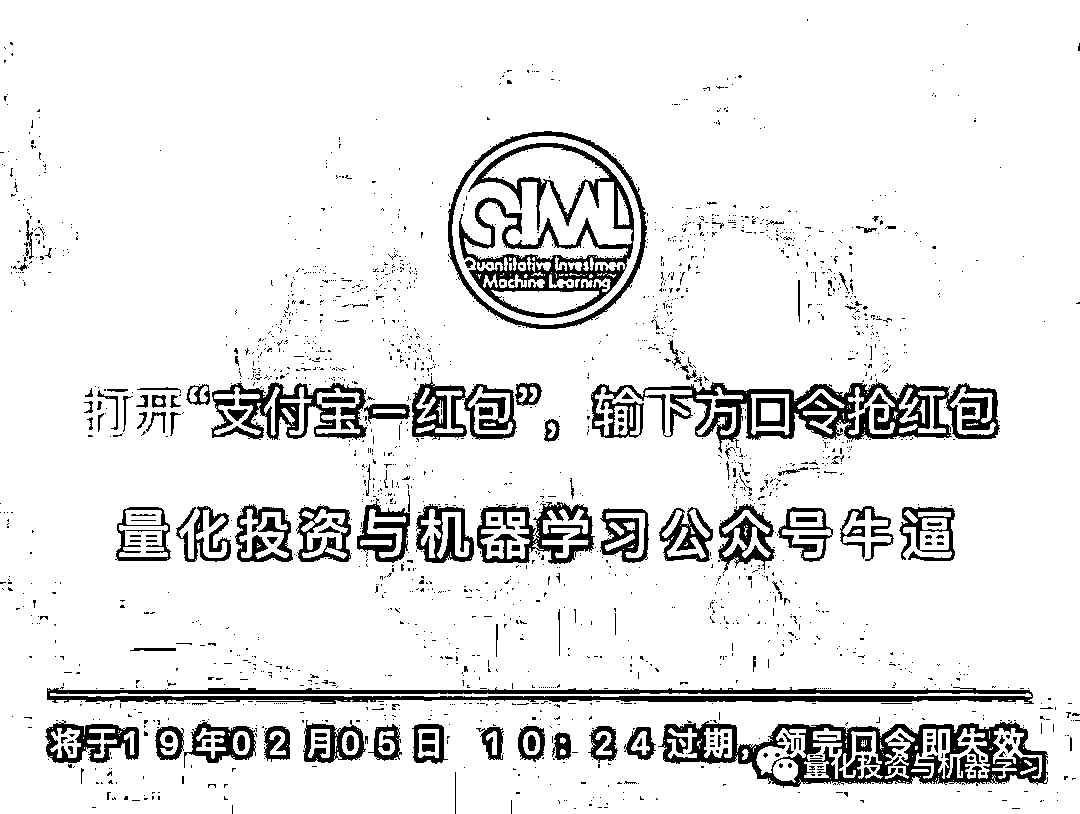 QIML
Quantitative Investment
Machine Learning
打开“支付宝－红包”，输下方口令抢红包
量化投资与机器学习公众号牛逼
将于19年02月05日 10:24过期，领完口令即失效
量化投资与机器学习